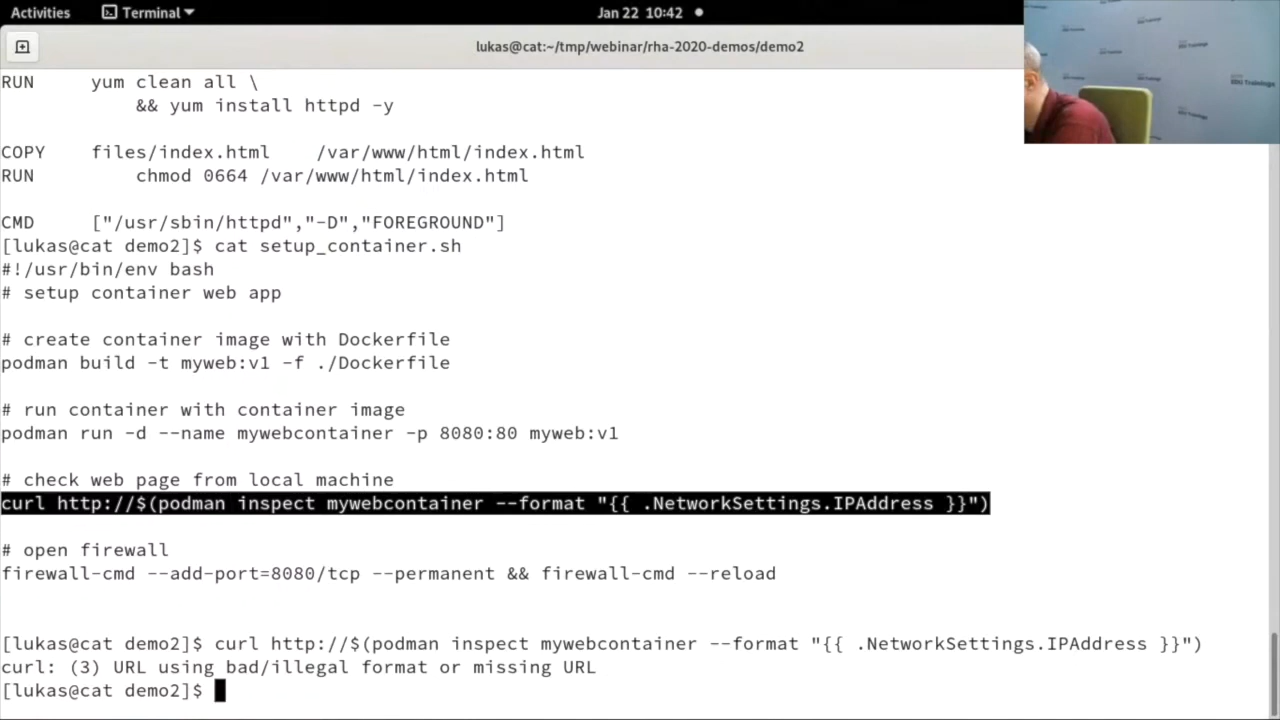 Activities Terminal Jan 22 10:42
lukas@cat:~/tmp/webinar/rha-2020-demos/demo2
RUN yum clean all \
&& yum install httpd -y
COPY files/index.html /var/www/html/index.html
RUN chmod 0664 /var/www/html/index.html
CMD ["/usr/sbin/httpd","-D","FOREGROUND"]
[lukas@cat demo2]$ cat setup_container.sh
#!/usr/bin/env bash
# setup container web app
# create container image with Dockerfile
podman build -t myweb:v1 -f ./Dockerfile
# run container with container image
podman run -d --name mywebcontainer -p 8080:80 myweb:v1
# check web page from local machine
curl http://$(podman inspect mywebcontainer --format "{{ .NetworkSettings.IPAddress }}")
# open firewall
firewall-cmd --add-port=8080/tcp --permanent && firewall-cmd --reload
[lukas@cat demo2]$ curl http://$(podman inspect mywebcontainer --format "{{ .NetworkSettings.IPAddress }}")
curl: (3) URL using bad/illegal format or missing URL
[lukas@cat demo2]$